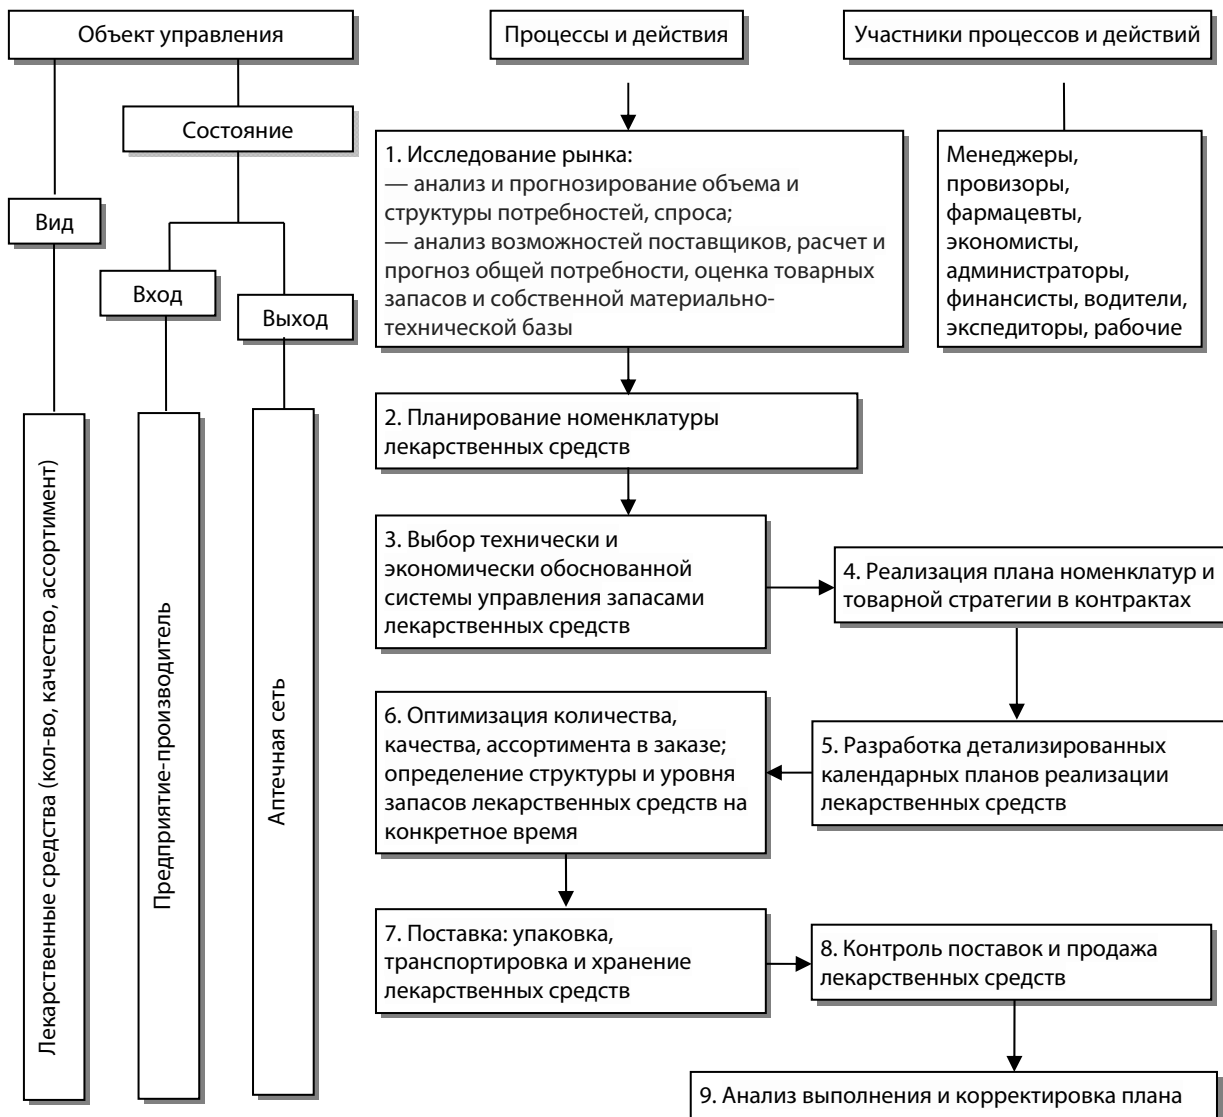 Объект управления
Процессы и действия
Участники процессов и действий
Состояние
Вид
Вход
Выход
Лекарственные средства (кол-во, качество, ассортимент)
Предприятие-производитель
Аптечная сеть
1. Исследование рынка:
— анализ и прогнозирование объема и
структуры потребностей, спроса;
— анализ возможностей поставщиков, расчет и
прогноз общей потребности, оценка товарных
запасов и собственной материально-
технической базы
Менеджеры,
провизоры,
фармацевты,
экономисты,
администраторы,
финансисты, водители,
экспедиторы, рабочие
2. Планирование номенклатуры
лекарственных средств
3. Выбор технически и
экономически обоснованной
системы управления запасами
лекарственных средств
4. Реализация плана номенклатур и
товарной стратегии в контрактах
5. Разработка детализированных
календарных планов реализации
лекарственных средств
6. Оптимизация количества,
качества, ассортимента в заказе;
определение структуры и уровня
запасов лекарственных средств на
конкретное время
7. Поставка: упаковка,
транспортировка и хранение
лекарственных средств
8. Контроль поставок и продажа
лекарственных средств
9. Анализ выполнения и корректировка плана